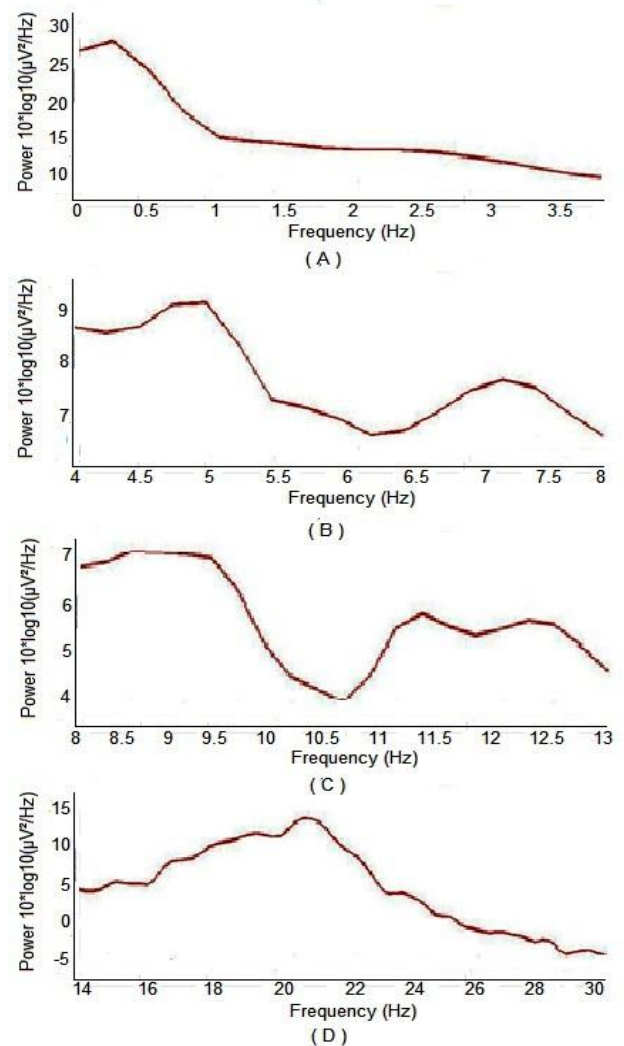 Power 10*log10(µV²/Hz)
30
25
20
15
10
0 0.5 1 1.5 2 2.5 3 3.5
Frequency (Hz)
( A )
Power 10*log10(µV²/Hz)
9
8
7
4 4.5 5 5.5 6 6.5 7 7.5 8
Frequency (Hz)
( B )
Power 10*log10(µV²/Hz)
7
6
5
4
8 8.5 9 9.5 10 10.5 11 11.5 12 12.5 13
Frequency (Hz)
( C )
Power 10*log10(µV²/Hz)
15
10
5
0
-5
14 16 18 20 22 24 26 28 30
Frequency (Hz)
( D )